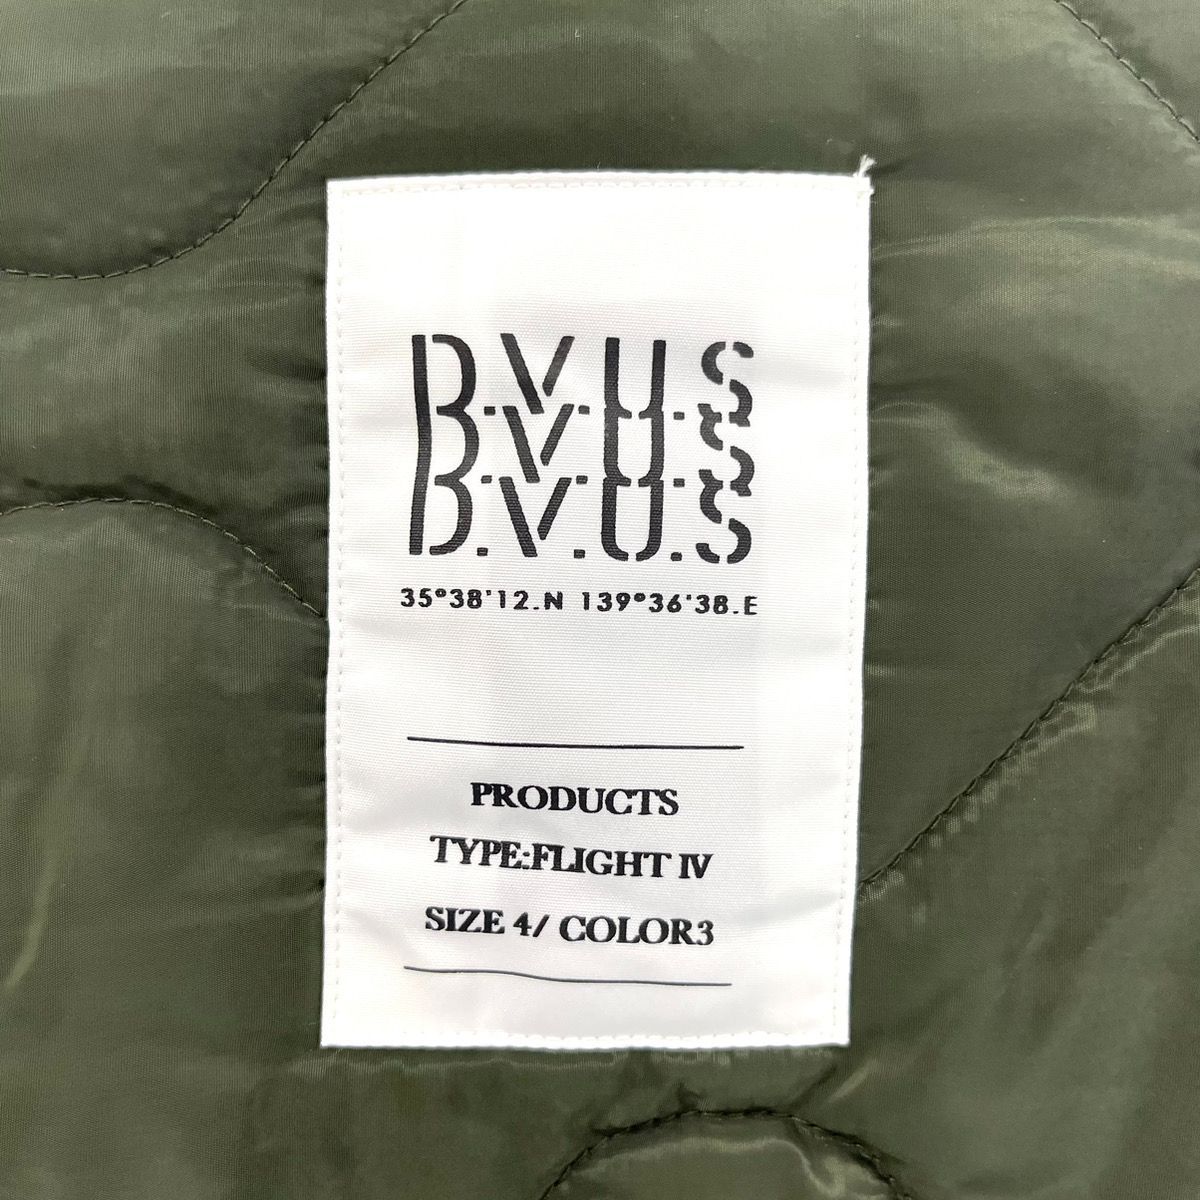 B.V.U.S
B.V.U.S
B.V.U.S
35°38'12.N 139°36'38.E
PRODUCTS
TYPE:FLIGHT IV
SIZE 4/ COLOR3